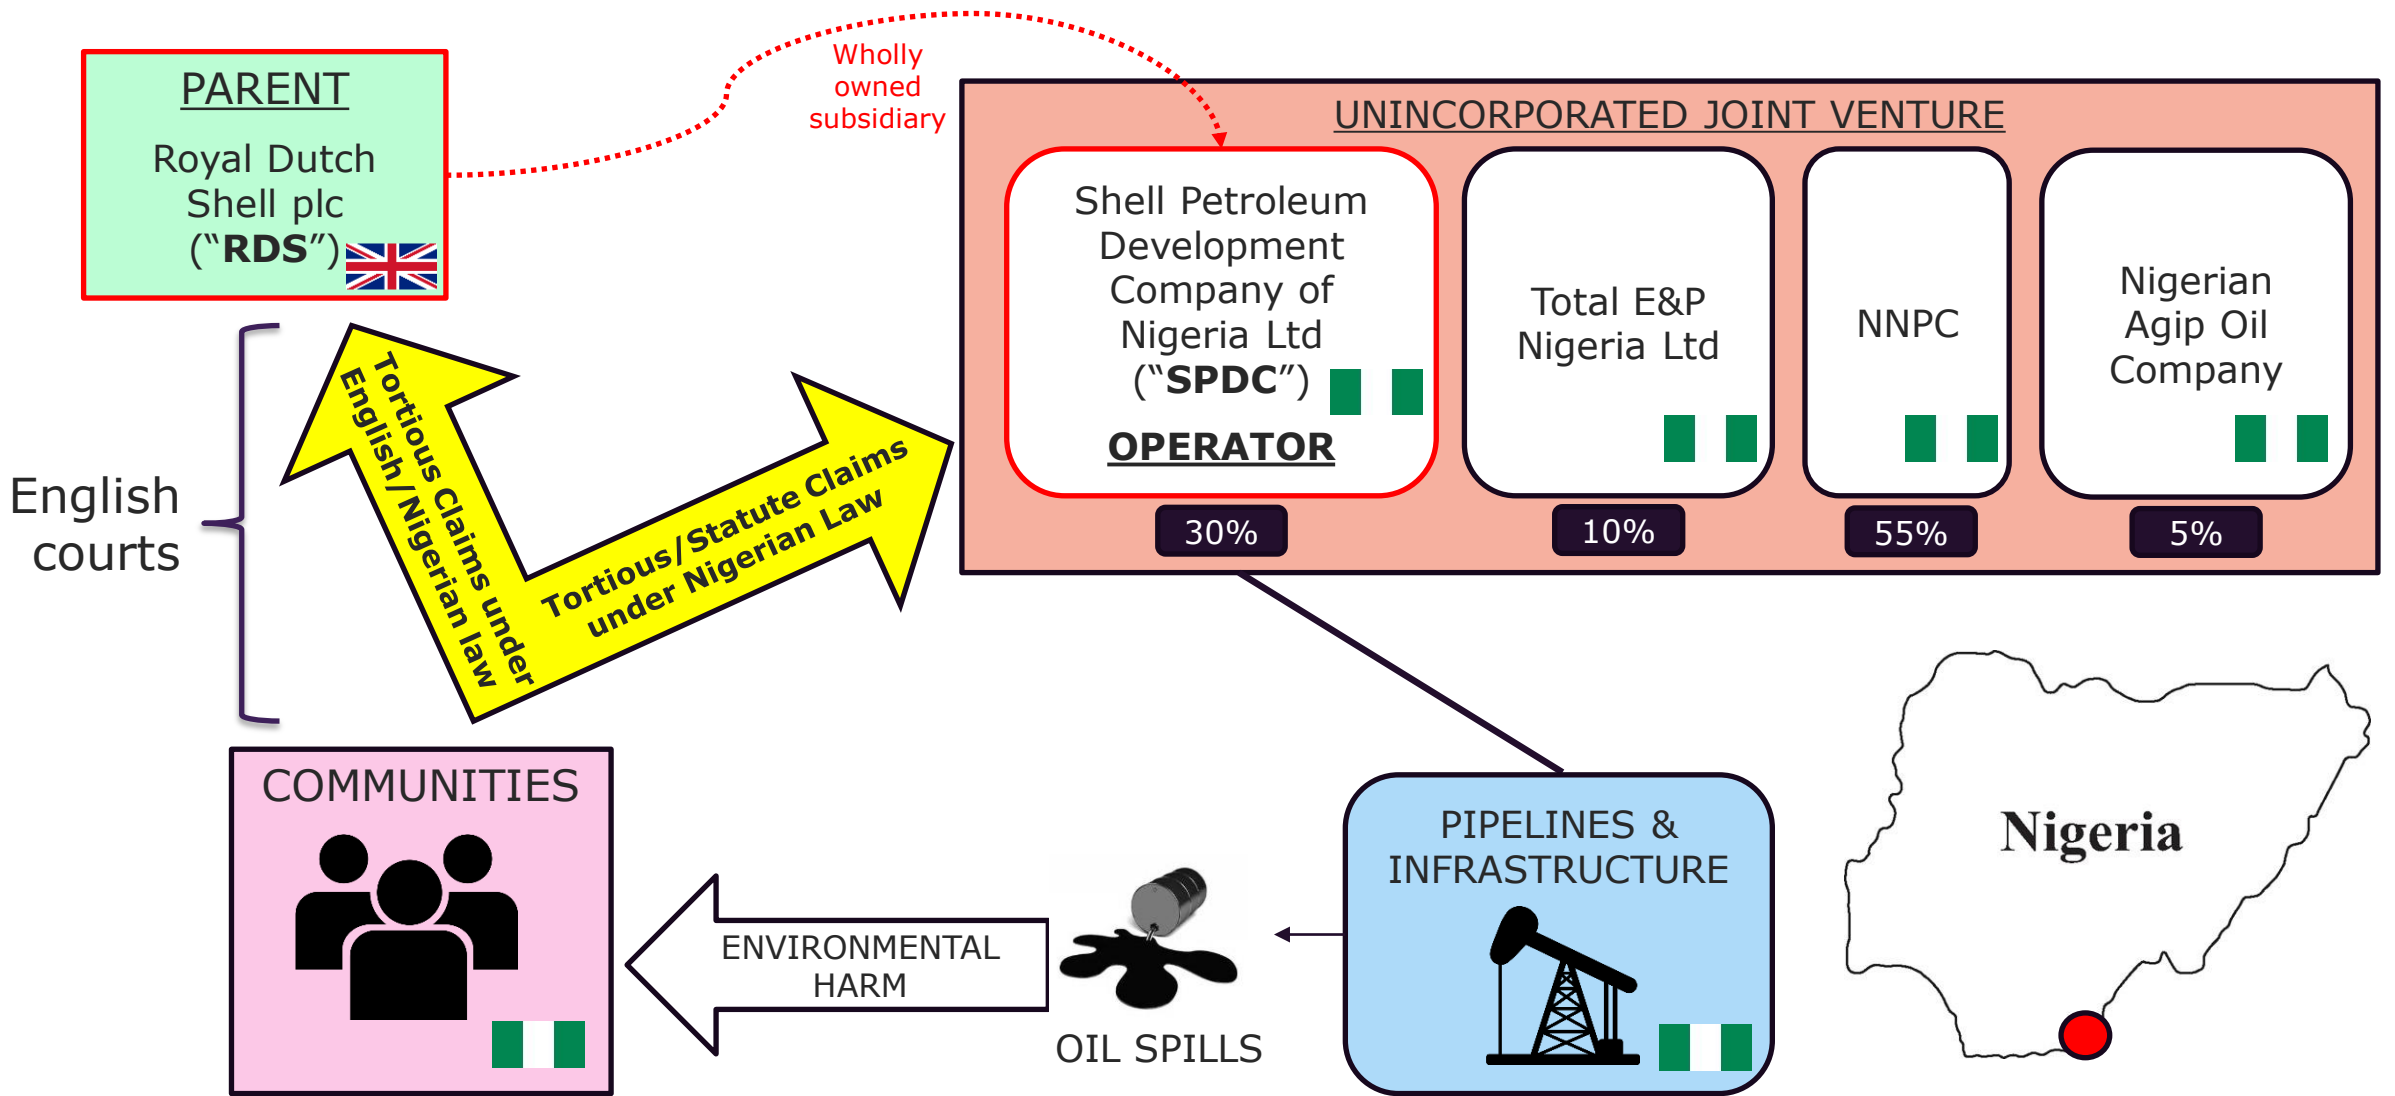 PARENT
Royal Dutch
Shell plc
(“RDS”)
Wholly
owned
subsidiary
UNINCORPORATED JOINT VENTURE
Shell Petroleum
Development
Company of
Nigeria Ltd
(“SPDC”)
OPERATOR
30%
Total E&P
Nigeria Ltd
10%
NNPC
55%
Nigerian
Agip Oil
Company
5%
English
courts
Tortious Claims under
English/Nigerian law
Tortious/Statute Claims
under Nigerian Law
COMMUNITIES
ENVIRONMENTAL
HARM
OIL SPILLS
PIPELINES &
INFRASTRUCTURE
Nigeria